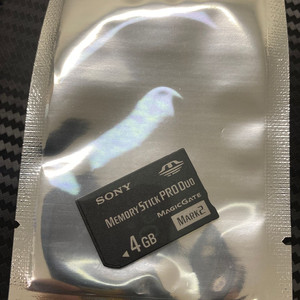 SONY
MEMORY STICK PRO DUO
MAGICGATE
MARK2
4GB